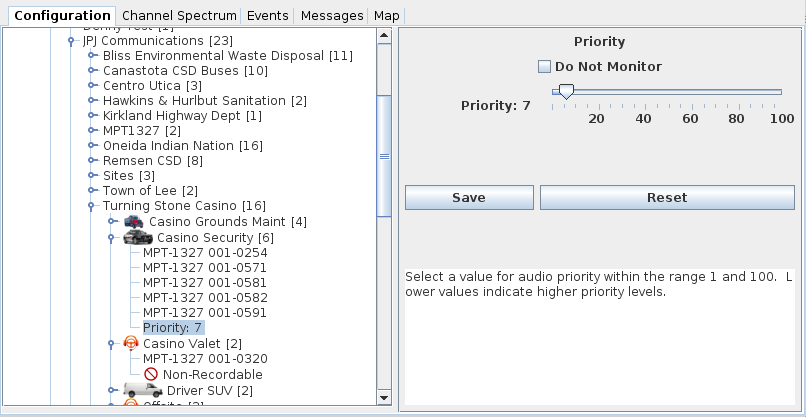 Configuration Channel Spectrum Events Messages Map
JPJ Communications [23]
Bliss Environmental Waste Disposal [11]
Canastota CSD Buses [10]
Centro Utica [3]
Hawkins & Hurlbut Sanitation [2]
Kirkland Highway Dept [1]
MPT1327 [2]
Oneida Indian Nation [16]
Remsen CSD [8]
Sites [3]
Town of Lee [2]
Turning Stone Casino [16]
Casino Grounds Maint [4]
Casino Security [6]
MPT-1327 001-0254
MPT-1327 001-0571
MPT-1327 001-0581
MPT-1327 001-0582
MPT-1327 001-0591
Priority: 7
Casino Valet [2]
MPT-1327 001-0320
Non-Recordable
Driver SUV [2]
Priority
Do Not Monitor
Priority: 7
20 40 60 80 100
Save Reset
Select a value for audio priority within the range 1 and 100.  L
ower values indicate higher priority levels.